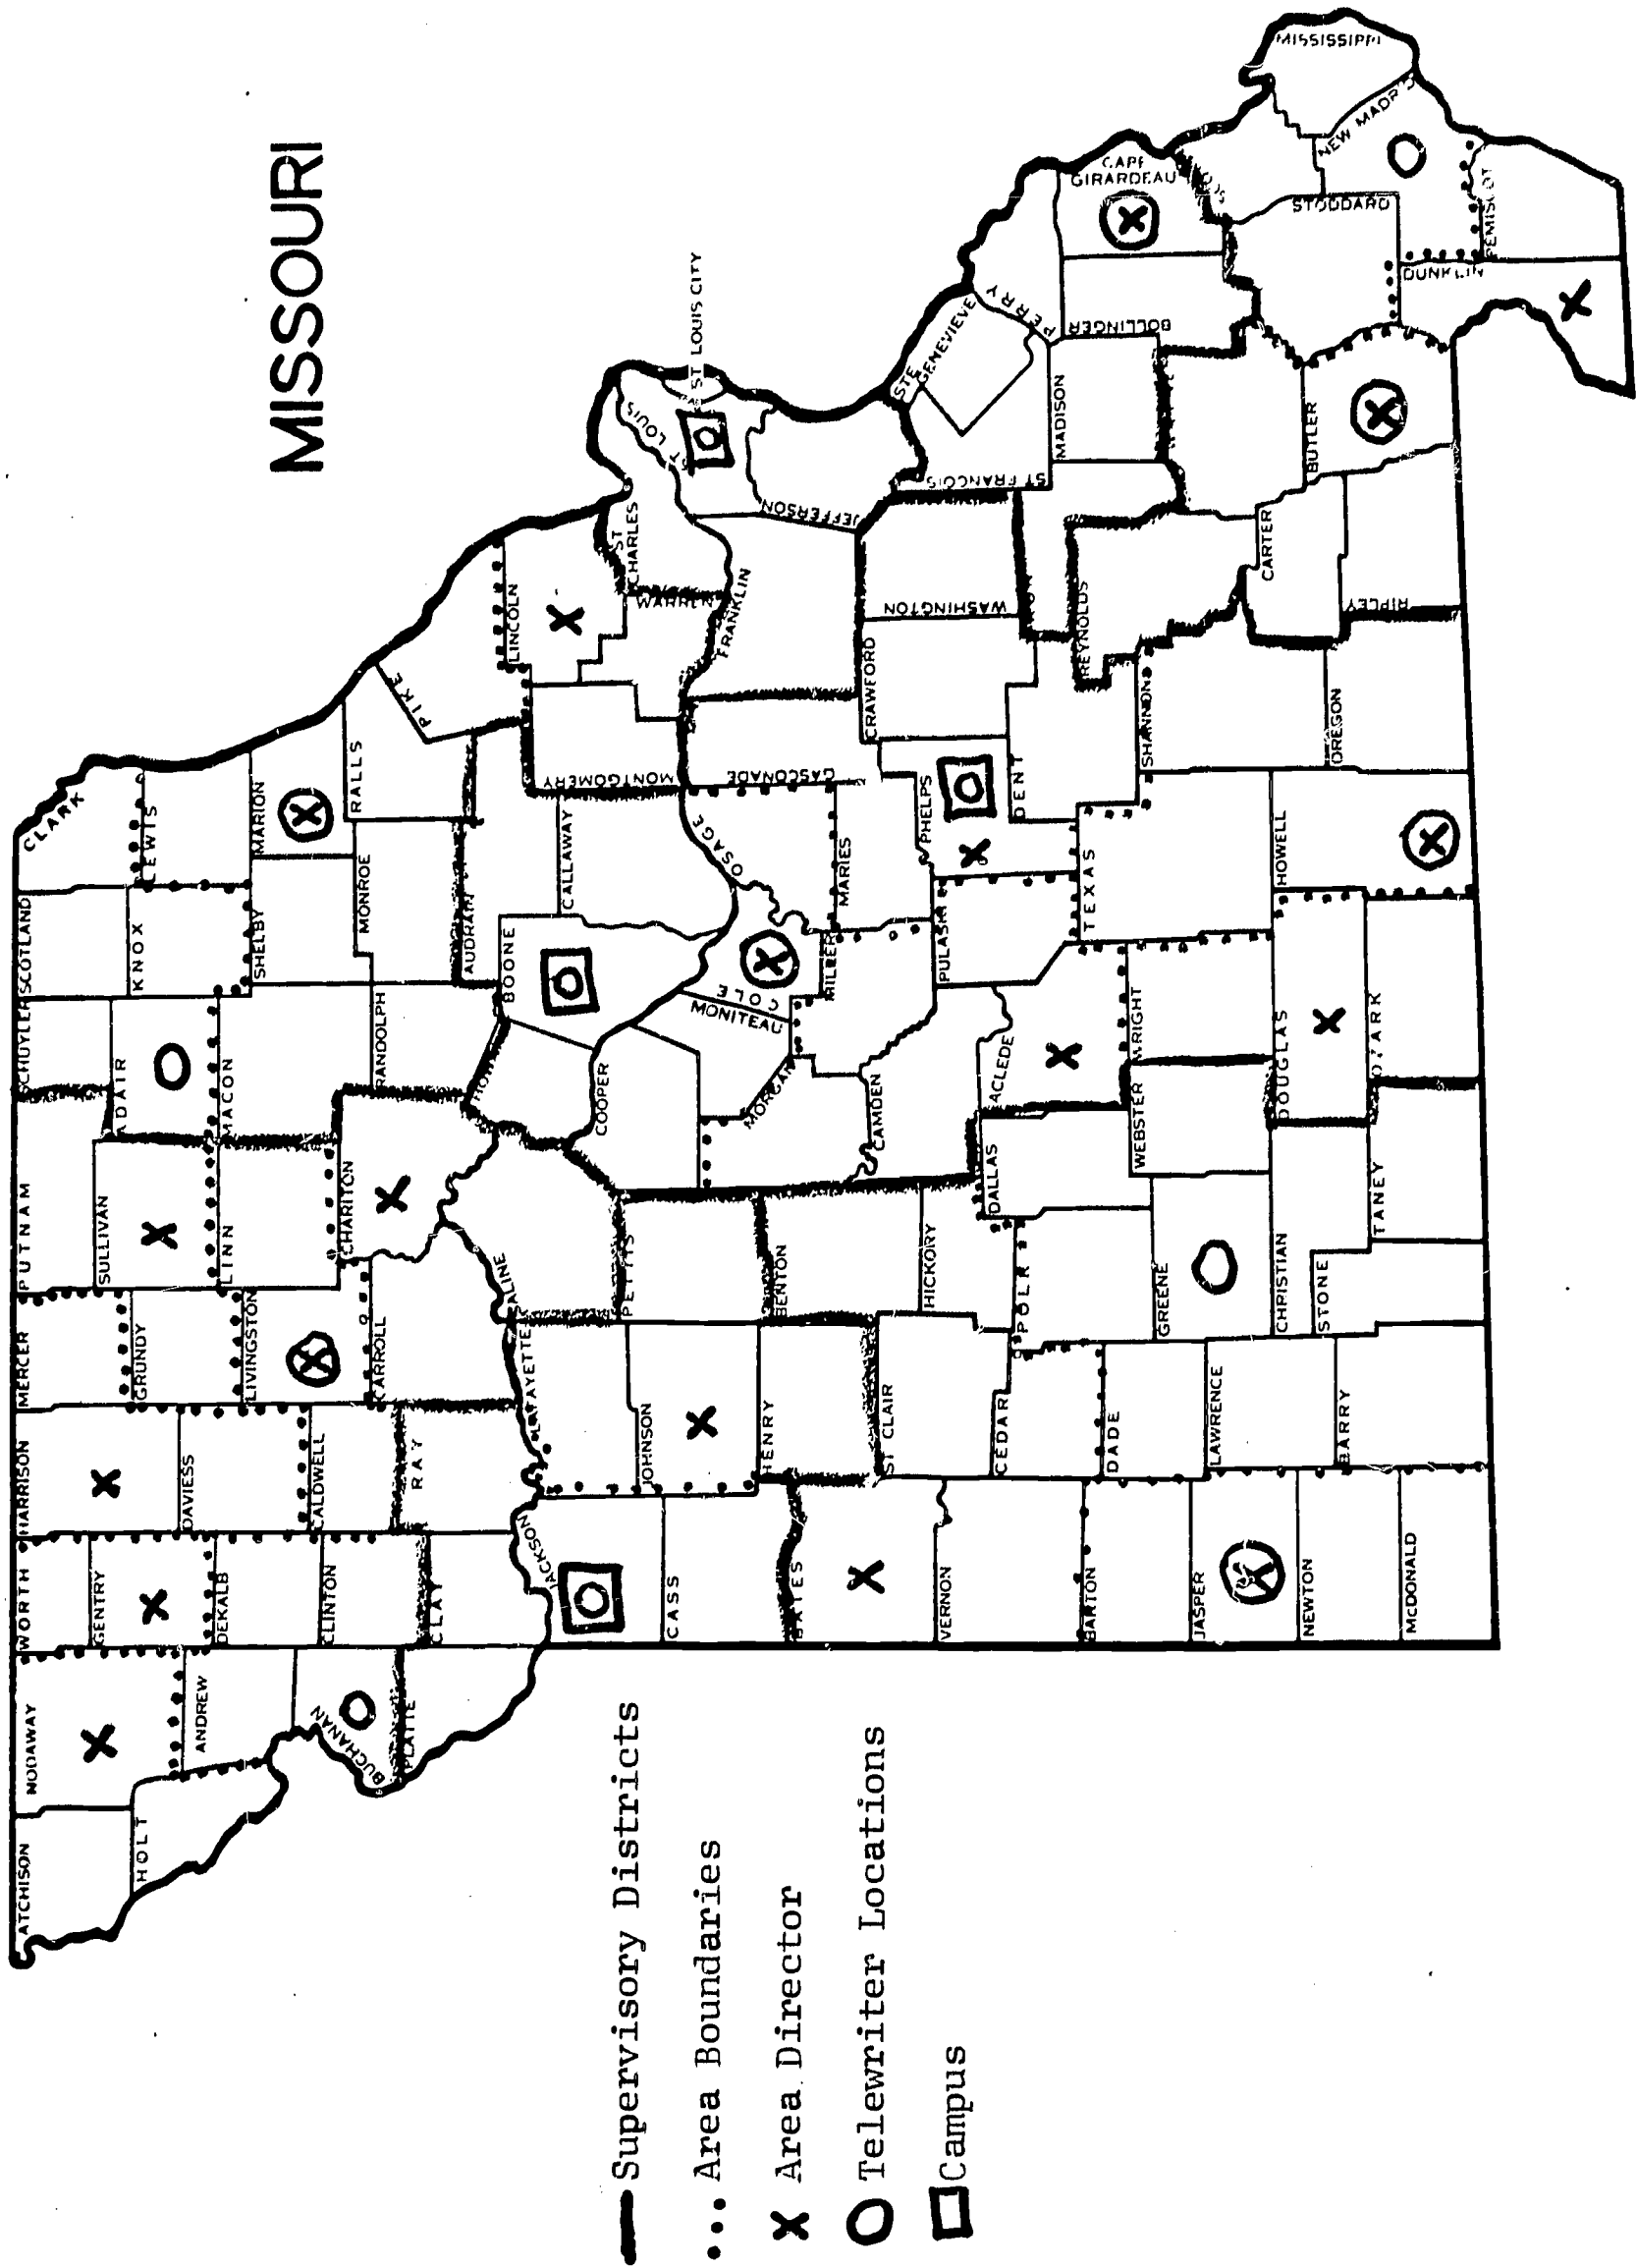 MISSOURI
ATCHISON
NODAWAY
WORTH
HARRISON
MERCER
PUTNAM
SCHUYLER
SCOTLAND
CLARK
HOLT
GENTRY
GRUNDY
SULLIVAN
ADAIR
KNOX
LEWIS
ANDREW
DEKALB
DAVIESS
LIVINGSTON
LINN
MACON
SHELBY
MARION
BUCHANAN
CLINTON
CALDWELL
CARROLL
CHARITON
RANDOLPH
MONROE
RALLS
PIKE
PLATTE
CLAY
RAY
AUDRAIN
LINCOLN
JACKSON
LAFAYETTE
SALINE
BOONE
CALLAWAY
MONTGOMERY
WARREN
ST
CHARLES
ST LOUIS
ST LOUIS CITY
CASS
JOHNSON
PETTIS
COOPER
MONITEAU
COLE
OSAGE
GASCONADE
FRANKLIN
JEFFERSON
BATES
HENRY
BENTON
MORGAN
MILLER
MARIES
CRAWFORD
WASHINGTON
STE
GENEVIEVE
ST FRANCOIS
PERRY
VERNON
ST CLAIR
HICKORY
CAMDEN
PULASKI
PHELPS
DENT
REYNOLDS
MADISON
BOLLINGER
CAPE
GIRARDEAU
BARTON
CEDAR
POLK
DALLAS
LACLEDE
TEXAS
SHANNON
CARTER
BUTLER
STODDARD
MISSISSIPPI
NEW MADRID
JASPER
DADE
GREENE
WEBSTER
WRIGHT
NEWTON
LAWRENCE
CHRISTIAN
DOUGLAS
HOWELL
OREGON
RIPLEY
DUNKLIN
PEMISCOT
McDONALD
BARRY
STONE
TANEY
OZARK
Supervisory Districts
Area Boundaries
X Area Director
Telewriter Locations
Campus